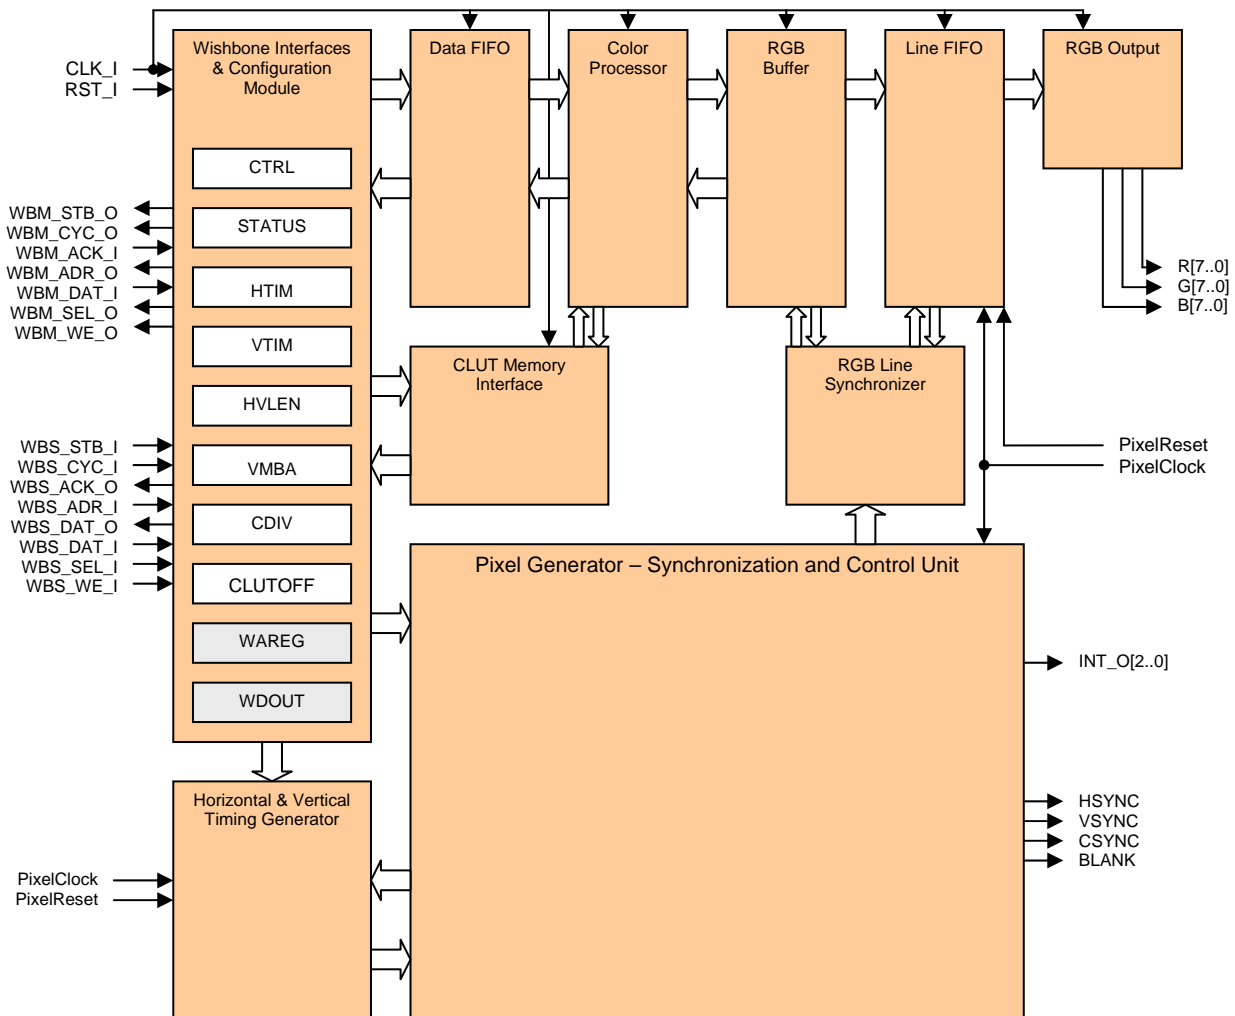 CLK_I
RST_I
Wishbone Interfaces
& Configuration
Module
Data FIFO
Color
Processor
RGB
Buffer
Line FIFO
RGB Output
CTRL
STATUS
HTIM
VTIM
HVLEN
VMBA
CDIV
CLUTOFF
WAREG
WDOUT
WBM_STB_O
WBM_CYC_O
WBM_ACK_I
WBM_ADR_O
WBM_DAT_I
WBM_SEL_O
WBM_WE_O
R[7..0]
G[7..0]
B[7..0]
CLUT Memory
Interface
RGB Line
Synchronizer
WBS_STB_I
WBS_CYC_I
WBS_ACK_O
WBS_ADR_I
WBS_DAT_O
WBS_DAT_I
WBS_SEL_I
WBS_WE_I
PixelReset
PixelClock
Pixel Generator – Synchronization and Control Unit
INT_O[2..0]
Horizontal & Vertical
Timing Generator
HSYNC
VSYNC
CSYNC
BLANK
PixelClock
PixelReset